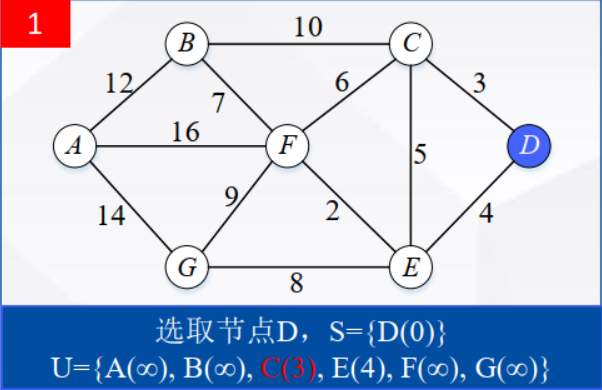 1
B
10
C
12
7
6
3
A
16
F
5
D
14
9
2
4
G
8
E
选取节点D，S={D(0)}
U={A(∞), B(∞), C(3), E(4), F(∞), G(∞)}